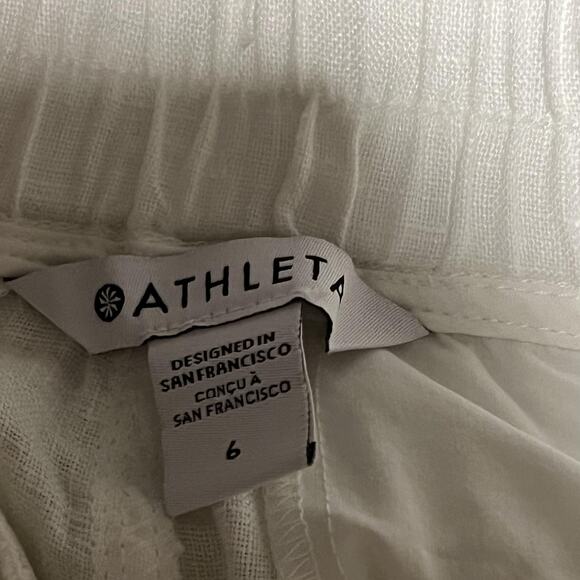 ATHLETA
DESIGNED IN
SAN FRANCISCO
CONÇU À
SAN FRANCISCO
6